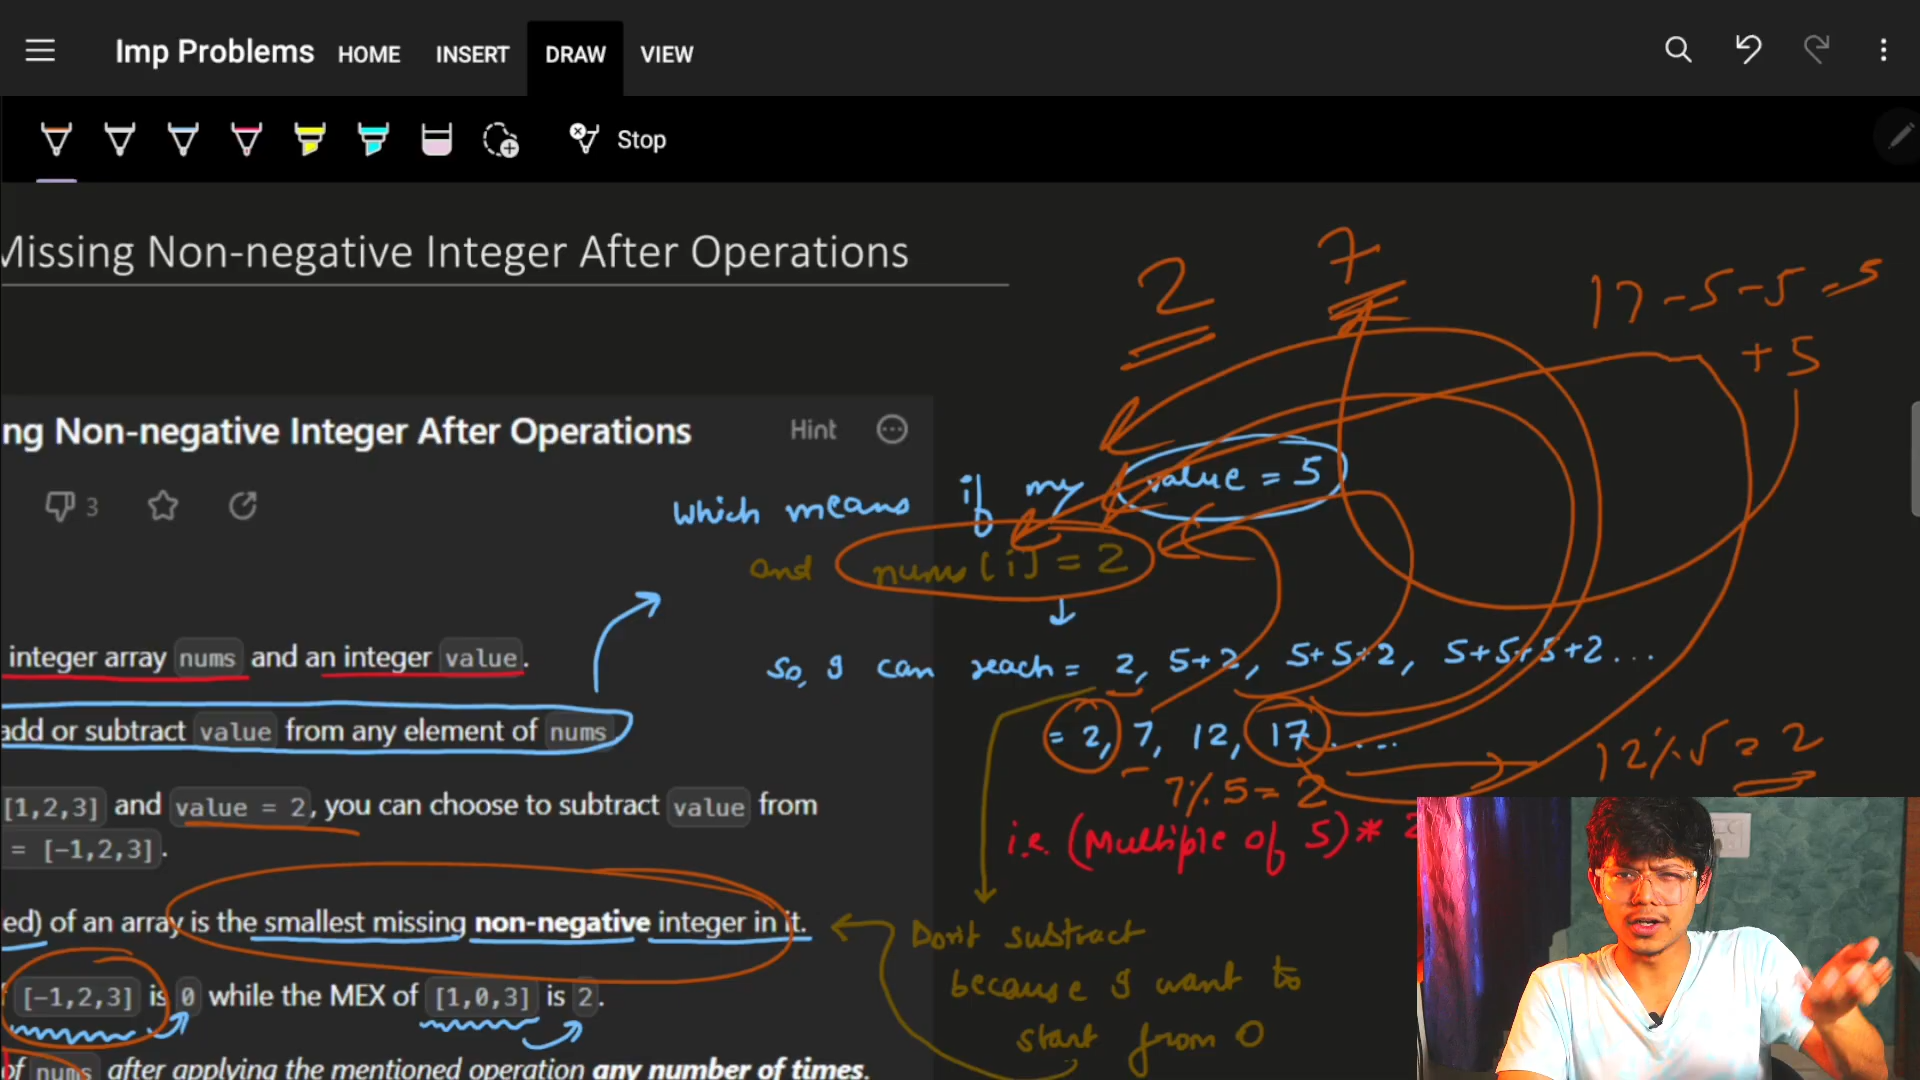 Imp Problems HOME INSERT DRAW VIEW
Stop
Missing Non-negative Integer After Operations
2
7
17-5-5-5
+5
ng Non-negative Integer After Operations Hint
3
which means if my value = 5
and nums[i] = 2
integer array nums and an integer value.
so, I can reach = 2, 5+2, 5+5+2, 5+5+5+2...
add or subtract value from any element of nums
= 2, 7, 12, 17....
7%5=2
12%5=2
[1,2,3] and value = 2, you can choose to subtract value from
= [-1,2,3].
i.e. (Multiple of 5)*
ed) of an array is the smallest missing non-negative integer in it.
Don't subtract
because I want to
start from 0
[-1,2,3] is 0 while the MEX of [1,0,3] is 2.
of nums after applying the mentioned operation any number of times.